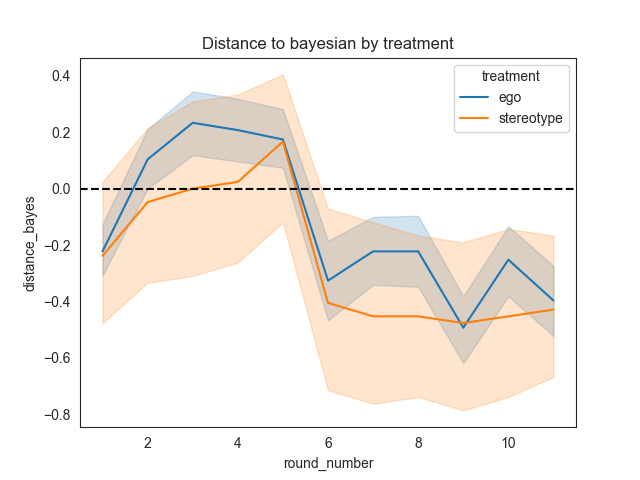 Distance to bayesian by treatment
treatment
ego
stereotype
0.4
0.2
0.0
−0.2
−0.4
−0.6
−0.8
distance_bayes
2 4 6 8 10
round_number